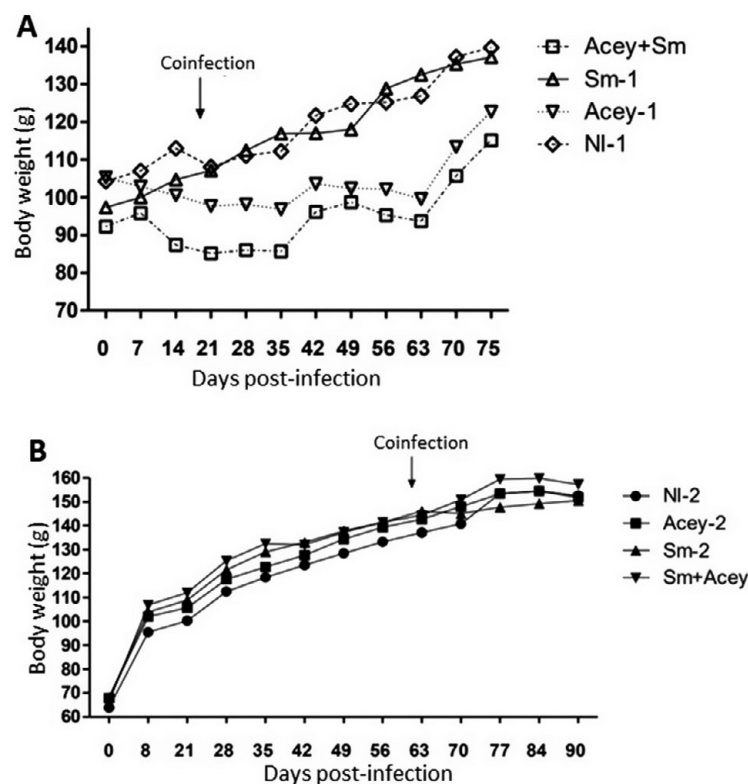 A
Coinfection
Body weight (g)
140
130
120
110
100
90
80
70
0 7 14 21 28 35 42 49 56 63 70 75
Days post-infection
Acey+Sm
Sm-1
Acey-1
NI-1
B
Coinfection
Body weight (g)
160
150
140
130
120
110
100
90
80
70
60
0 8 21 28 35 42 49 56 63 70 77 84 90
Days post-infection
NI-2
Acey-2
Sm-2
Sm+Acey